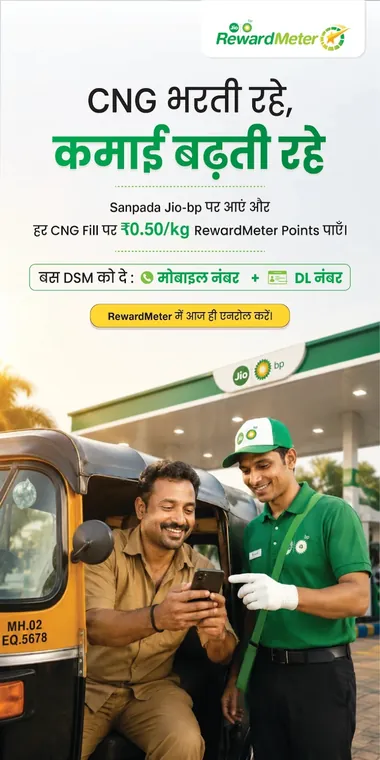 Jio RewardMeter
CNG भरती रहे,
कमाई बढ़ती रहे
Sanpada Jio-bp पर आएं और
हर CNG Fill पर ₹0.50/kg RewardMeter Points पाएँ।
बस DSM को दे : मोबाइल नंबर + DL नंबर
RewardMeter में आज ही एनरोल करें।
Jio bp
MH.02
EQ.5678